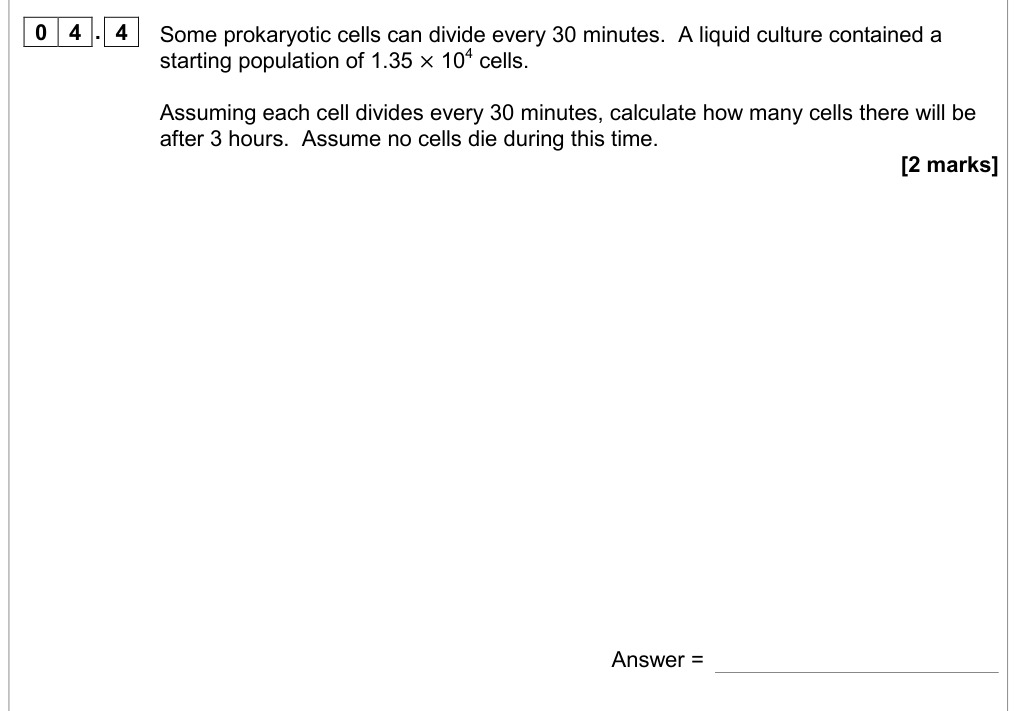 0 4 . 4 Some prokaryotic cells can divide every 30 minutes. A liquid culture contained a
starting population of 1.35 × 10⁴ cells.
Assuming each cell divides every 30 minutes, calculate how many cells there will be
after 3 hours. Assume no cells die during this time.
[2 marks]
Answer =